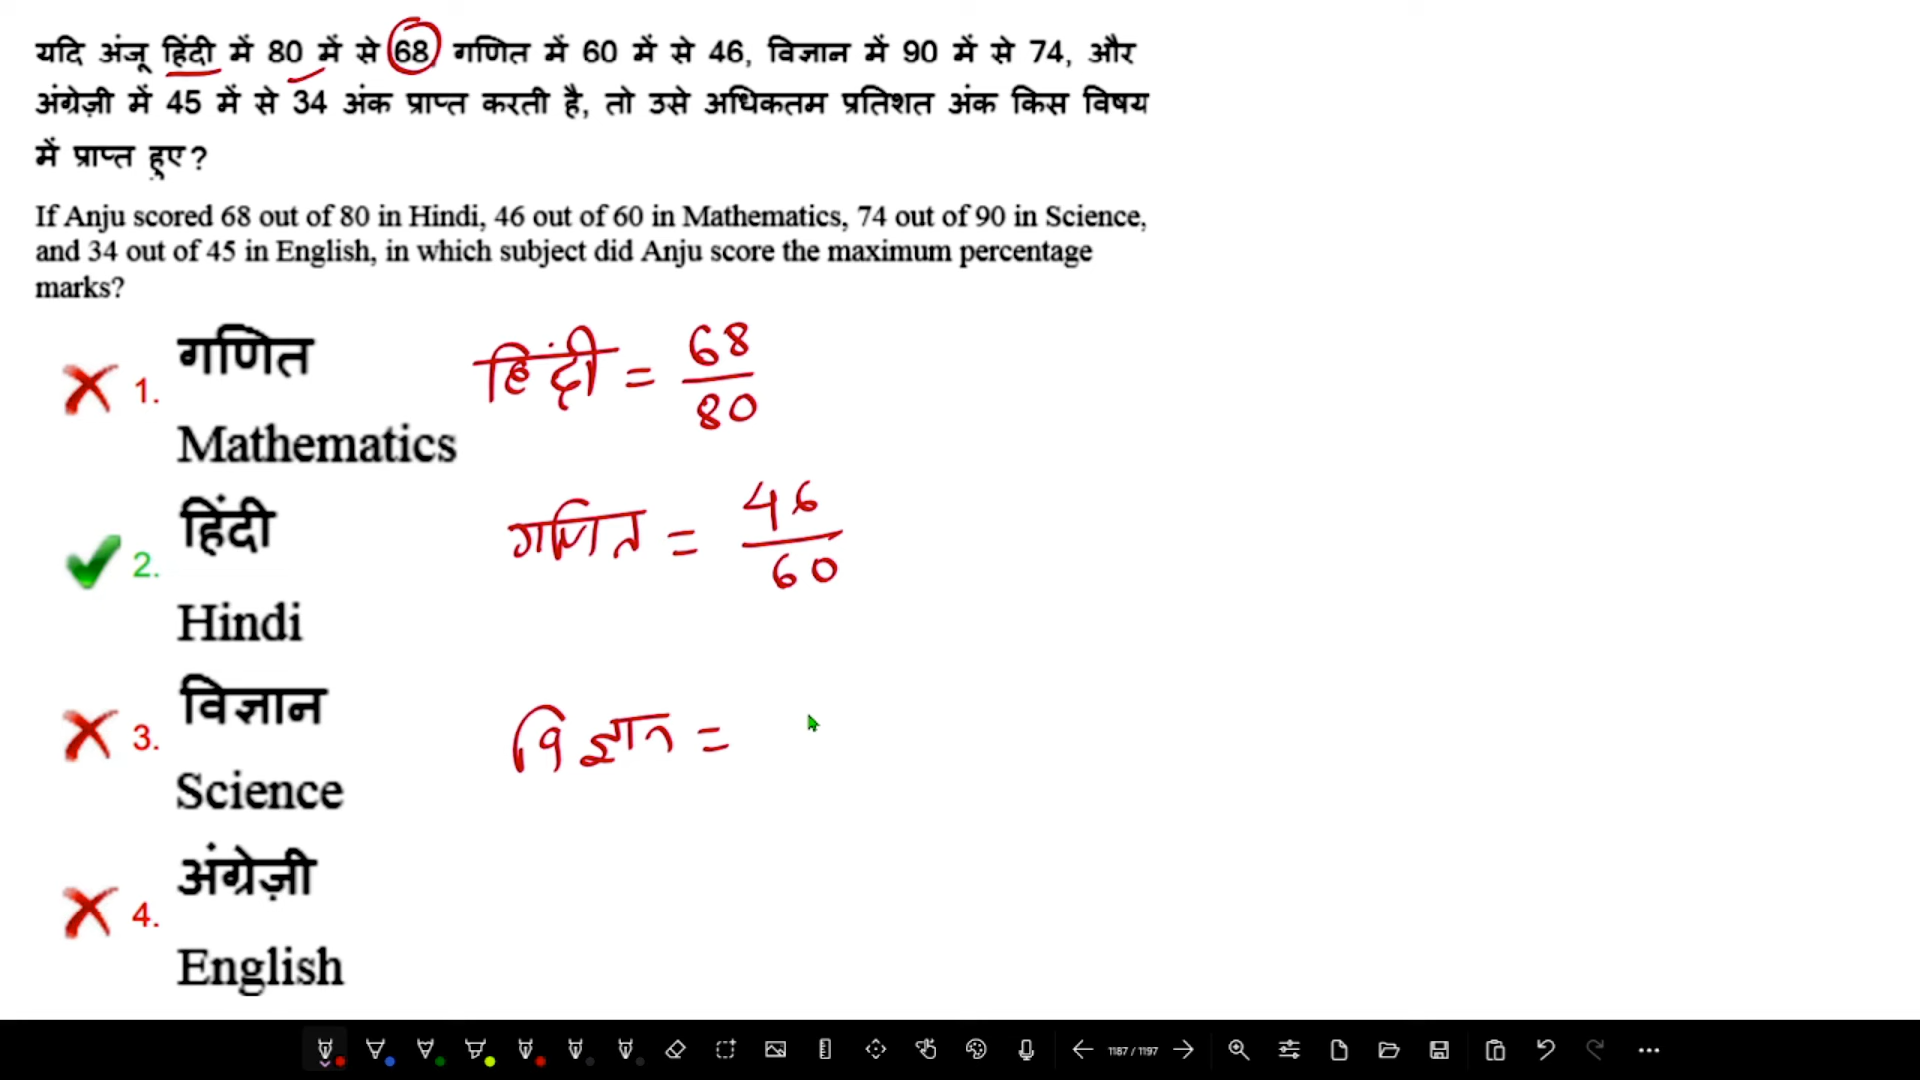 यदि अंजू हिंदी में 80 में से 68, गणित में 60 में से 46, विज्ञान में 90 में से 74, और
अंग्रेज़ी में 45 में से 34 अंक प्राप्त करती है, तो उसे अधिकतम प्रतिशत अंक किस विषय
में प्राप्त हुए?
If Anju scored 68 out of 80 in Hindi, 46 out of 60 in Mathematics, 74 out of 90 in Science,
and 34 out of 45 in English, in which subject did Anju score the maximum percentage
marks?
1. गणित
Mathematics
2. हिंदी
Hindi
3. विज्ञान
Science
4. अंग्रेज़ी
English
हिंदी = 68/80
गणित = 46/60
विज्ञान =
1187 / 1197